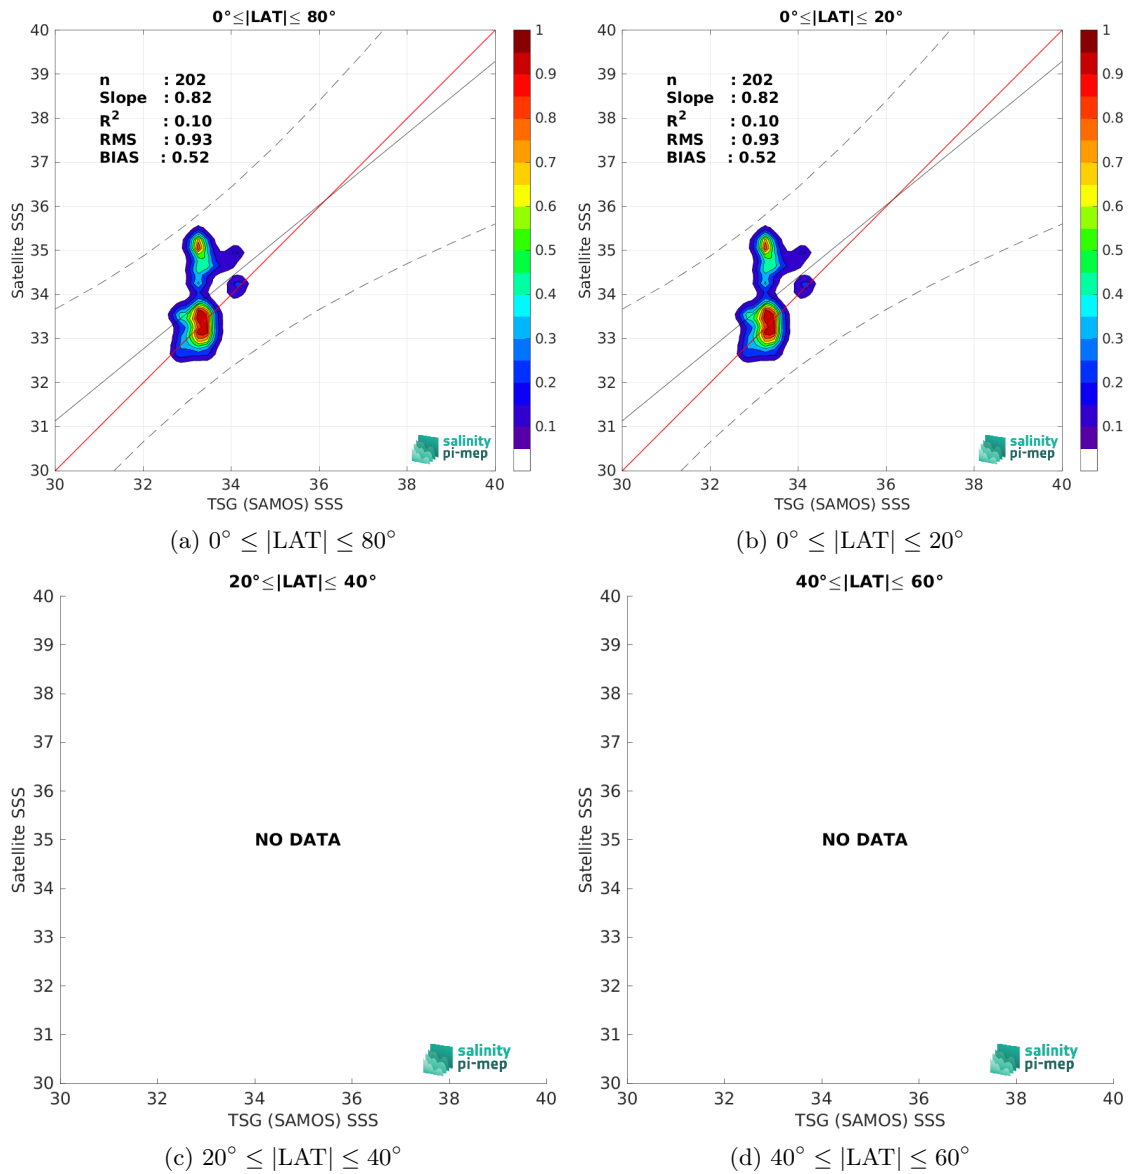 0°≤|LAT|≤ 80°
40
39
38
37
36
35
34
33
32
31
30
Satellite SSS
n : 202
Slope : 0.82
R² : 0.10
RMS : 0.93
BIAS : 0.52
salinity
pi-mep
30 32 34 36 38 40
TSG (SAMOS) SSS
1
0.9
0.8
0.7
0.6
0.5
0.4
0.3
0.2
0.1
(a) 0° ≤ |LAT| ≤ 80°
0°≤|LAT|≤ 20°
40
39
38
37
36
35
34
33
32
31
30
Satellite SSS
n : 202
Slope : 0.82
R² : 0.10
RMS : 0.93
BIAS : 0.52
salinity
pi-mep
30 32 34 36 38 40
TSG (SAMOS) SSS
1
0.9
0.8
0.7
0.6
0.5
0.4
0.3
0.2
0.1
(b) 0° ≤ |LAT| ≤ 20°
20°≤|LAT|≤ 40°
40
39
38
37
36
35
34
33
32
31
30
Satellite SSS
NO DATA
salinity
pi-mep
30 32 34 36 38 40
TSG (SAMOS) SSS
(c) 20° ≤ |LAT| ≤ 40°
40°≤|LAT|≤ 60°
40
39
38
37
36
35
34
33
32
31
30
Satellite SSS
NO DATA
salinity
pi-mep
30 32 34 36 38 40
TSG (SAMOS) SSS
(d) 40° ≤ |LAT| ≤ 60°